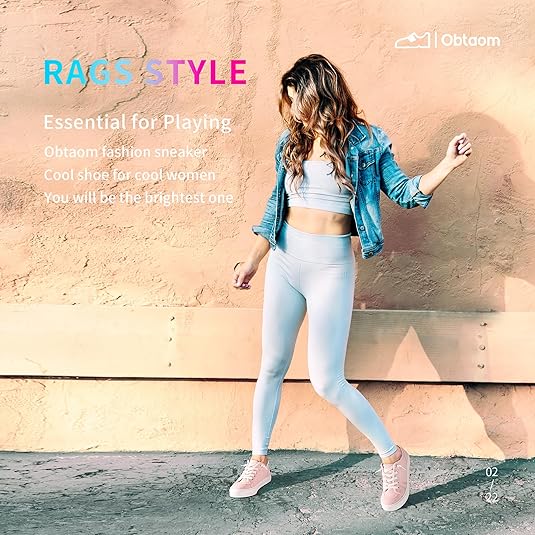 Obtaom
RAGS STYLE
Essential for Playing
Obtaom fashion sneaker
Cool shoe for cool women
You will be the brightest one
02
/
22